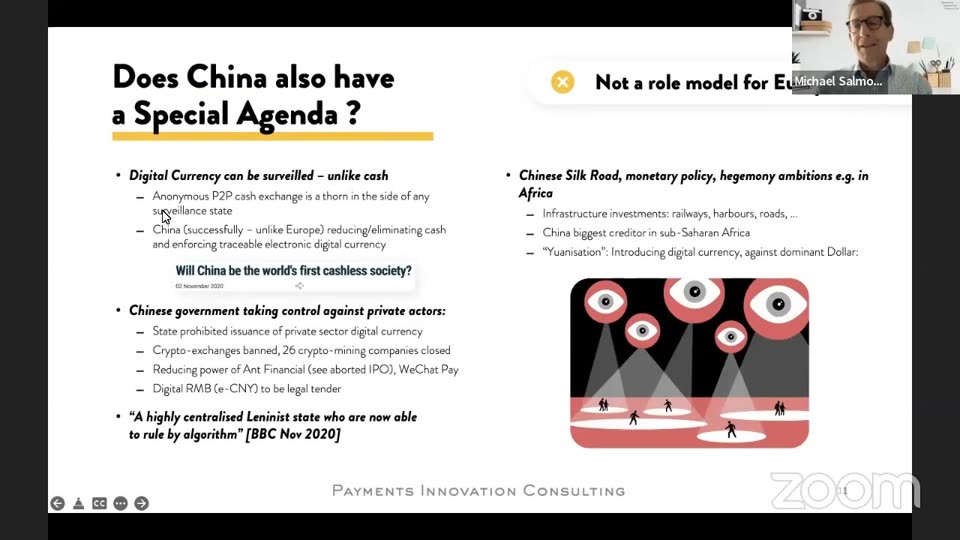 Does China also have
a Special Agenda ?
Not a role model for Eu
Michael Salmo...
• Digital Currency can be surveilled – unlike cash
– Anonymous P2P cash exchange is a thorn in the side of any
surveillance state
– China (successfully – unlike Europe) reducing/eliminating cash
and enforcing traceable electronic digital currency
Will China be the world's first cashless society?
02 November 2020
• Chinese government taking control against private actors:
– State prohibited issuance of private sector digital currency
– Crypto-exchanges banned, 26 crypto-mining companies closed
– Reducing power of Ant Financial (see aborted IPO), WeChat Pay
– Digital RMB (e-CNY) to be legal tender
• “A highly centralised Leninist state who are now able
to rule by algorithm” [BBC Nov 2020]
• Chinese Silk Road, monetary policy, hegemony ambitions e.g. in
Africa
– Infrastructure investments: railways, harbours, roads, ...
– China biggest creditor in sub-Saharan Africa
– “Yuanisation”: Introducing digital currency, against dominant Dollar:
CC
Payments Innovation Consulting
11
zoom